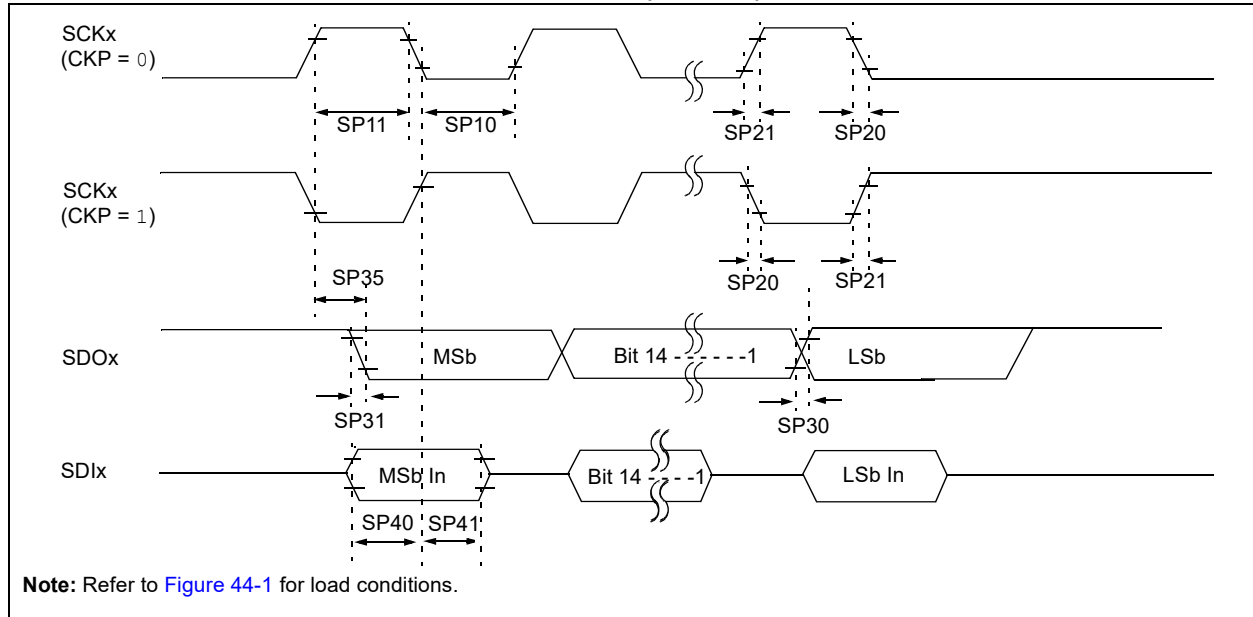 SCKx
(CKP = 0)
SP11
SP10
SP21
SP20
SCKx
(CKP = 1)
SP35
SP20
SP21
SDOx
MSb
Bit 14 - - - - - -1
LSb
SP31
SP30
SDIx
MSb In
Bit 14 - - - -1
LSb In
SP40
SP41
Note: Refer to Figure 44-1 for load conditions.